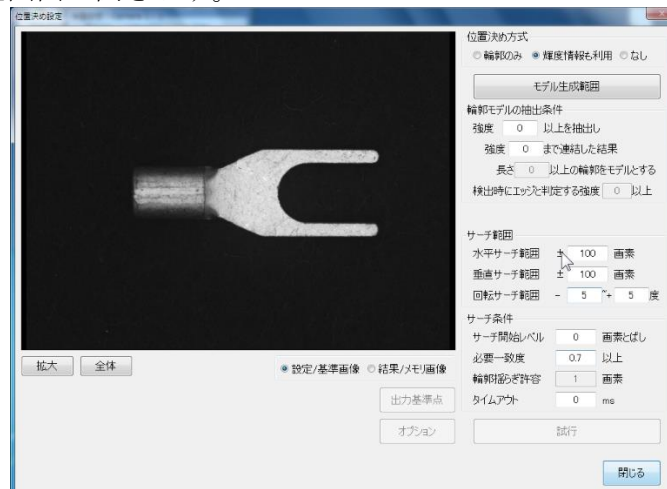 位置決め設定
位置決め方式
輪郭のみ 輝度情報も利用 なし
モデル生成範囲
輪郭モデルの抽出条件
強度 0 以上を抽出し
強度 0 まで連結した結果
長さ 0 以上の輪郭をモデルとする
検出時にエッジと判定する強度 0 以上
サーチ範囲
水平サーチ範囲 ± 100 画素
垂直サーチ範囲 ± 100 画素
回転サーチ範囲 - 5 ~+ 5 度
サーチ条件
サーチ開始レベル 0 画素とばし
必要一致度 0.7 以上
輪郭揺らぎ許容 1 画素
タイムアウト 0 ms
拡大 全体 設定/基準画像 結果/メモリ画像
出力基準点
オプション 試行
閉じる